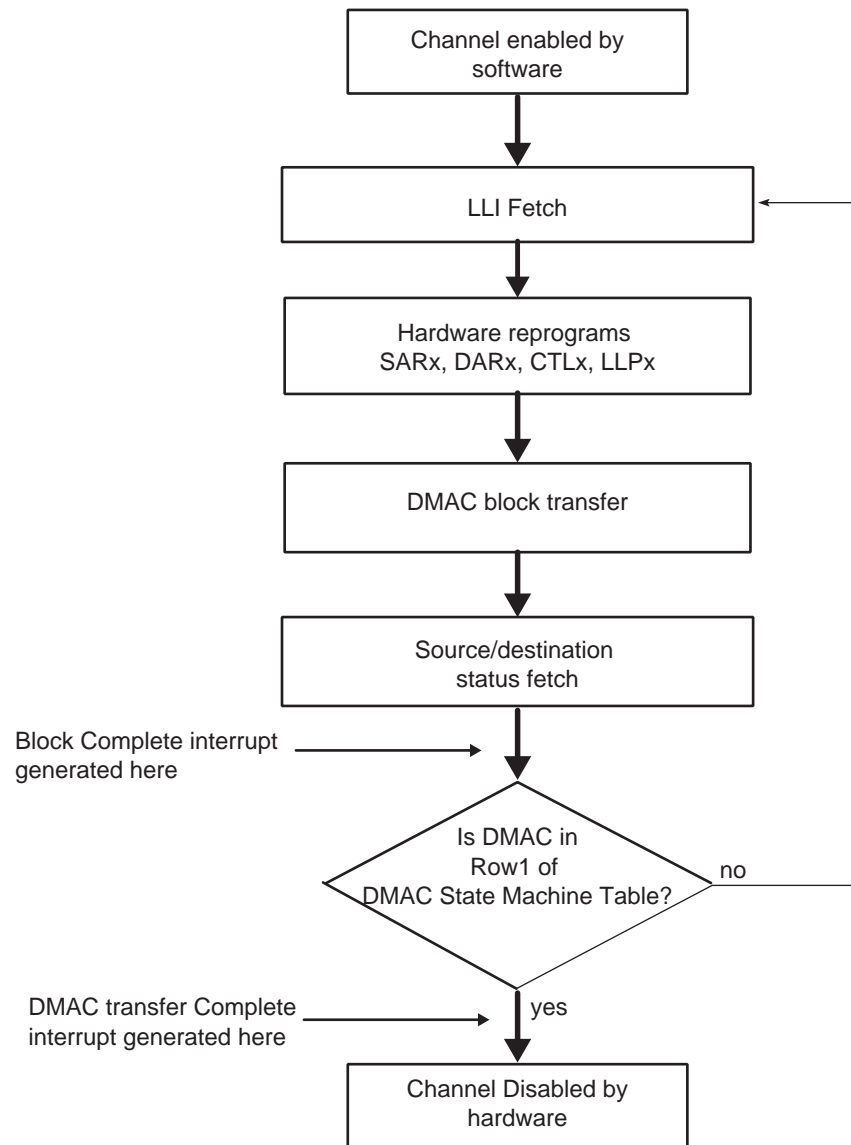 Channel enabled by
software
LLI Fetch
Hardware reprograms
SARx, DARx, CTLx, LLPx
DMAC block transfer
Source/destination
status fetch
Block Complete interrupt
generated here
Is DMAC in
Row1 of
DMAC State Machine Table?
no
DMAC transfer Complete
interrupt generated here
yes
Channel Disabled by
hardware